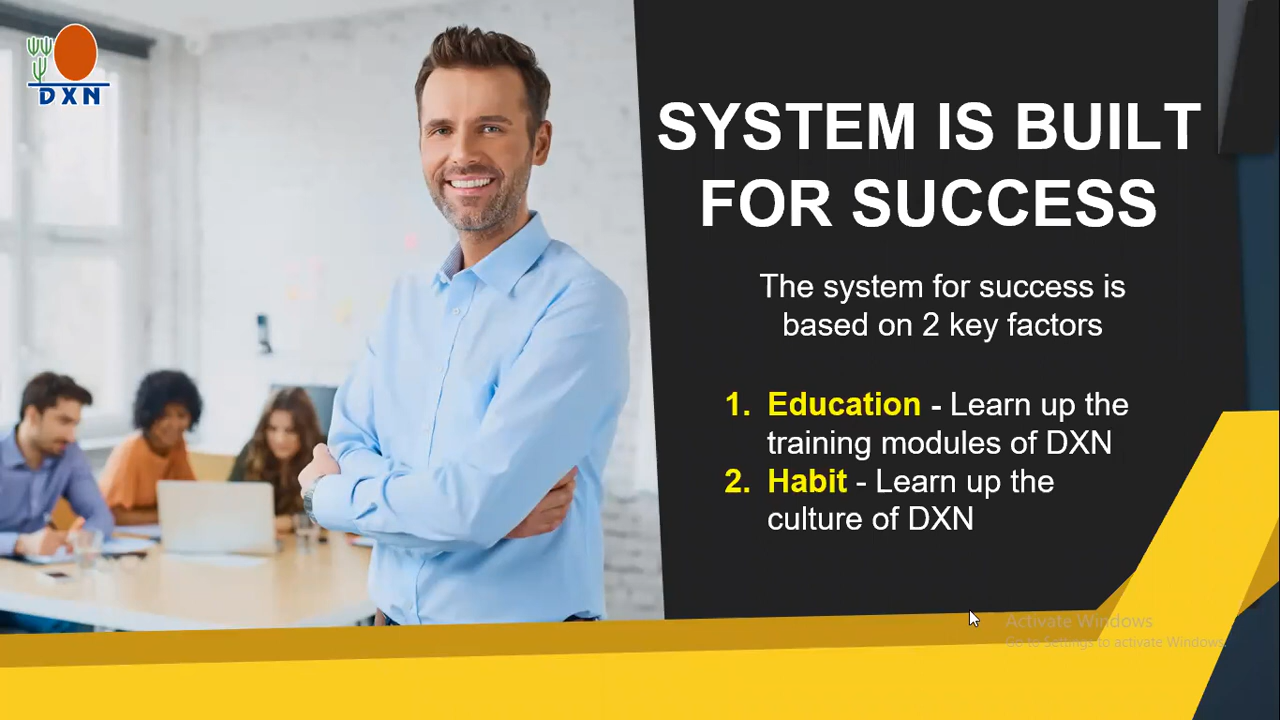 DXN
SYSTEM IS BUILT
FOR SUCCESS
The system for success is
based on 2 key factors
1. Education - Learn up the
training modules of DXN
2. Habit - Learn up the
culture of DXN
Activate Windows
Go to Settings to activate Windows.